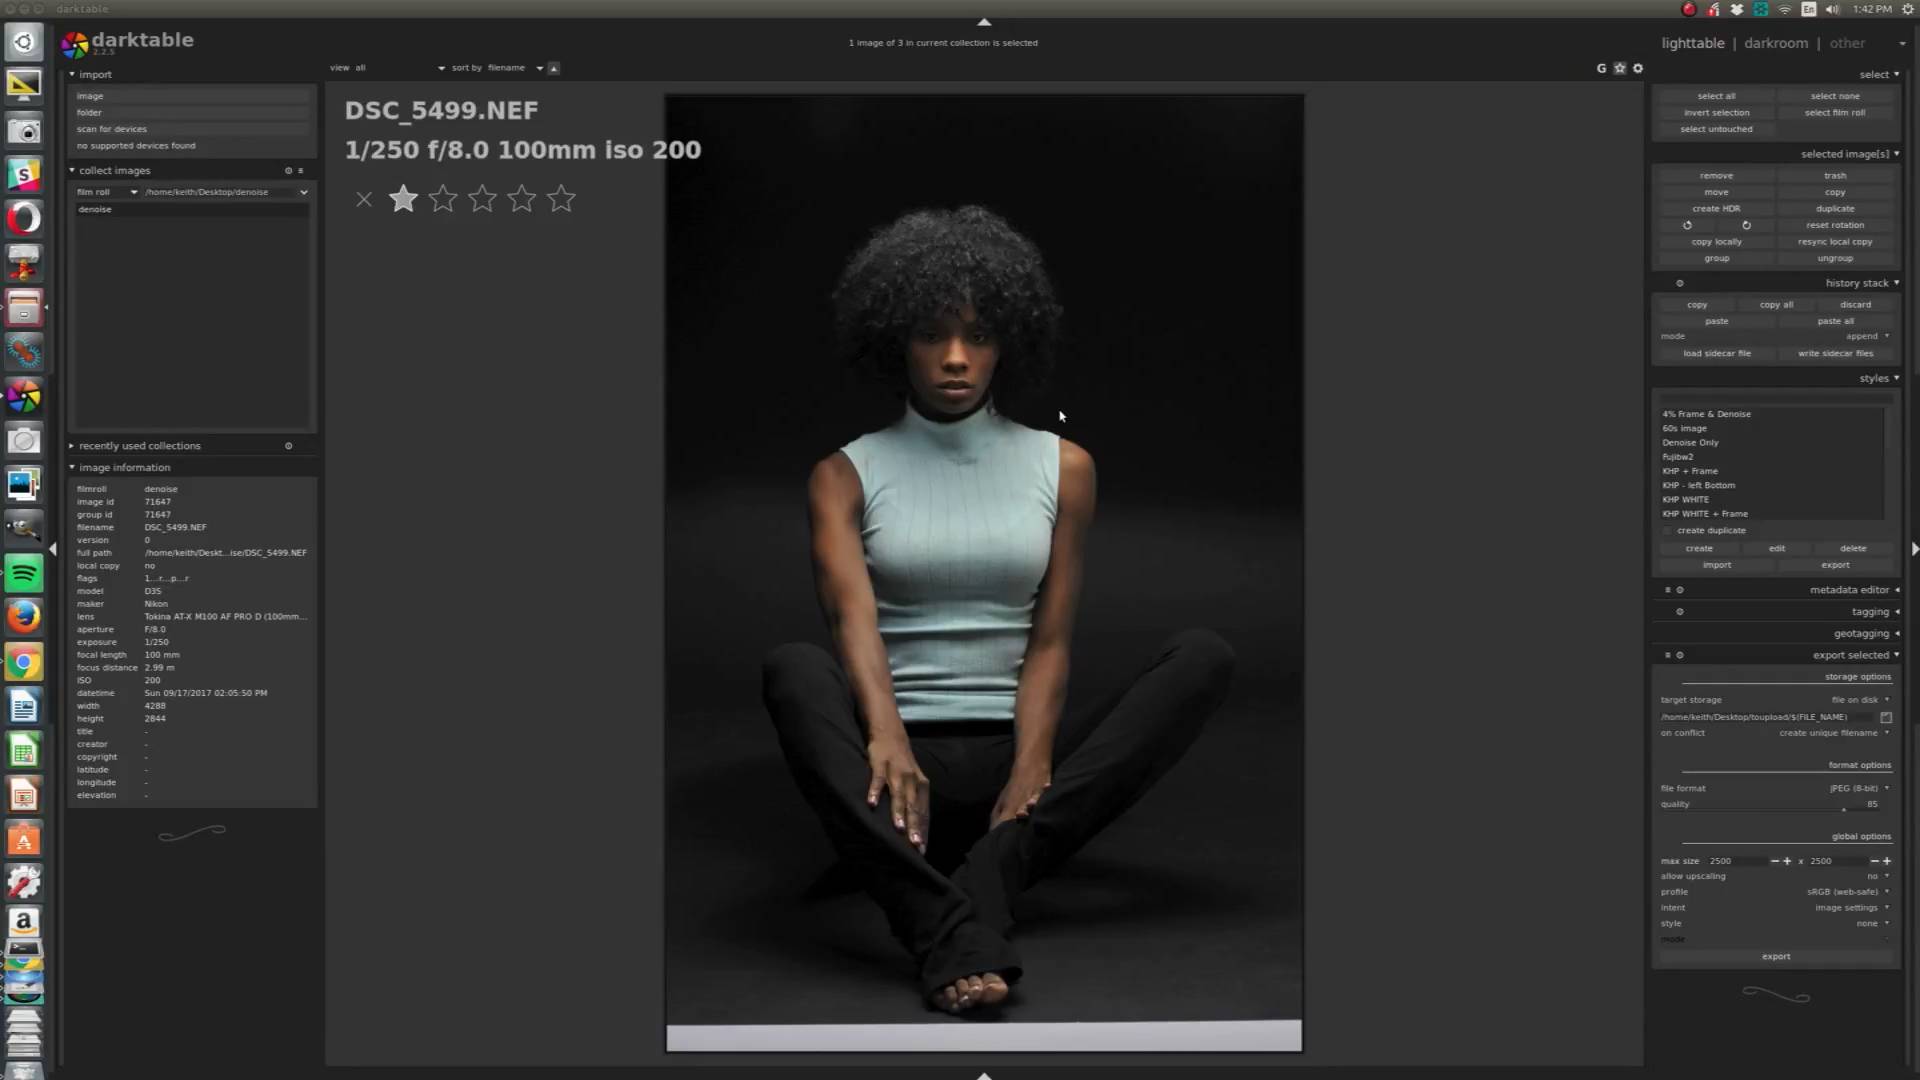 darktable
En
1:42 PM
darktable
2.2.5
1 image of 3 in current collection is selected
lighttable | darkroom | other
view all
sort by filename
G
import
image
folder
scan for devices
no supported devices found
collect images
film roll /home/keith/Desktop/denoise
denoise
recently used collections
image information
filmroll denoise
image id 71647
group id 71647
filename DSC_5499.NEF
version 0
full path /home/keith/Deskt...ise/DSC_5499.NEF
local copy no
flags 1...r...p...r
model D3S
maker Nikon
lens Tokina AT-X M100 AF PRO D (100mm...
aperture F/8.0
exposure 1/250
focal length 100 mm
focus distance 2.99 m
ISO 200
datetime Sun 09/17/2017 02:05:50 PM
width 4288
height 2844
title -
creator -
copyright -
latitude -
longitude -
elevation -
DSC_5499.NEF
1/250 f/8.0 100mm iso 200
select
select all select none
invert selection select film roll
select untouched
selected image[s]
remove trash
move copy
create HDR duplicate
reset rotation
copy locally resync local copy
group ungroup
history stack
copy copy all discard
paste paste all
mode append
load sidecar file write sidecar files
styles
4% Frame & Denoise
60s image
Denoise Only
Fujibw2
KHP + Frame
KHP - left Bottom
KHP WHITE
KHP WHITE + Frame
create duplicate
create edit delete
import export
metadata editor
tagging
geotagging
export selected
storage options
target storage file on disk
/home/keith/Desktop/toupload/$(FILE_NAME)
on conflict create unique filename
format options
file format JPEG (8-bit)
quality 85
global options
max size 2500 x 2500
allow upscaling no
profile sRGB (web-safe)
intent image settings
style none
mode
export